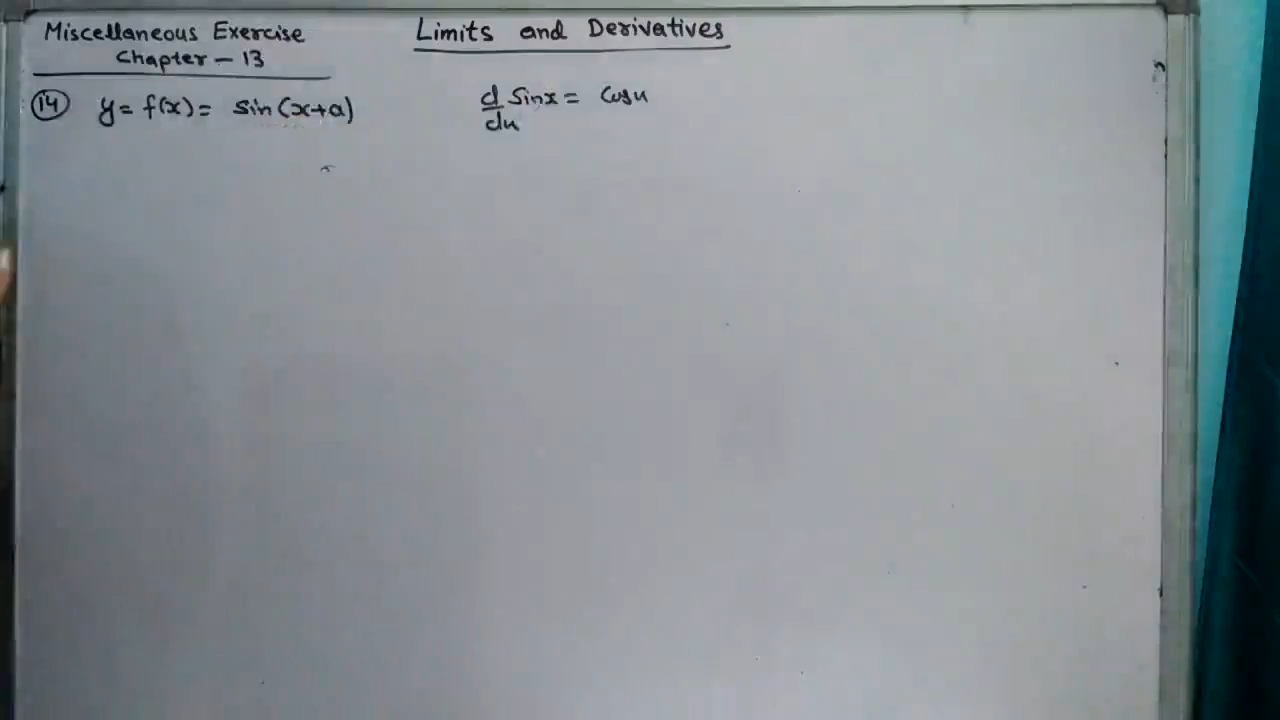 Miscellaneous Exercise
Chapter - 13
Limits and Derivatives
14 y = f(x) = sin(x+a)
d/dx Sinx = Cosx